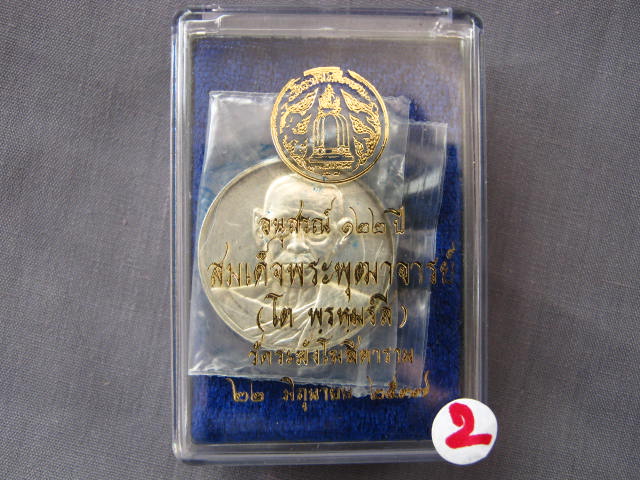 อนุสรณ์ ๑๒๒ ปี
สมเด็จพระพุฒาจารย์
(โต พฺรหฺมรํสี)
วัดระฆังโฆสิตาราม
๒๒ มิถุนายน ๒๕๓๗
2